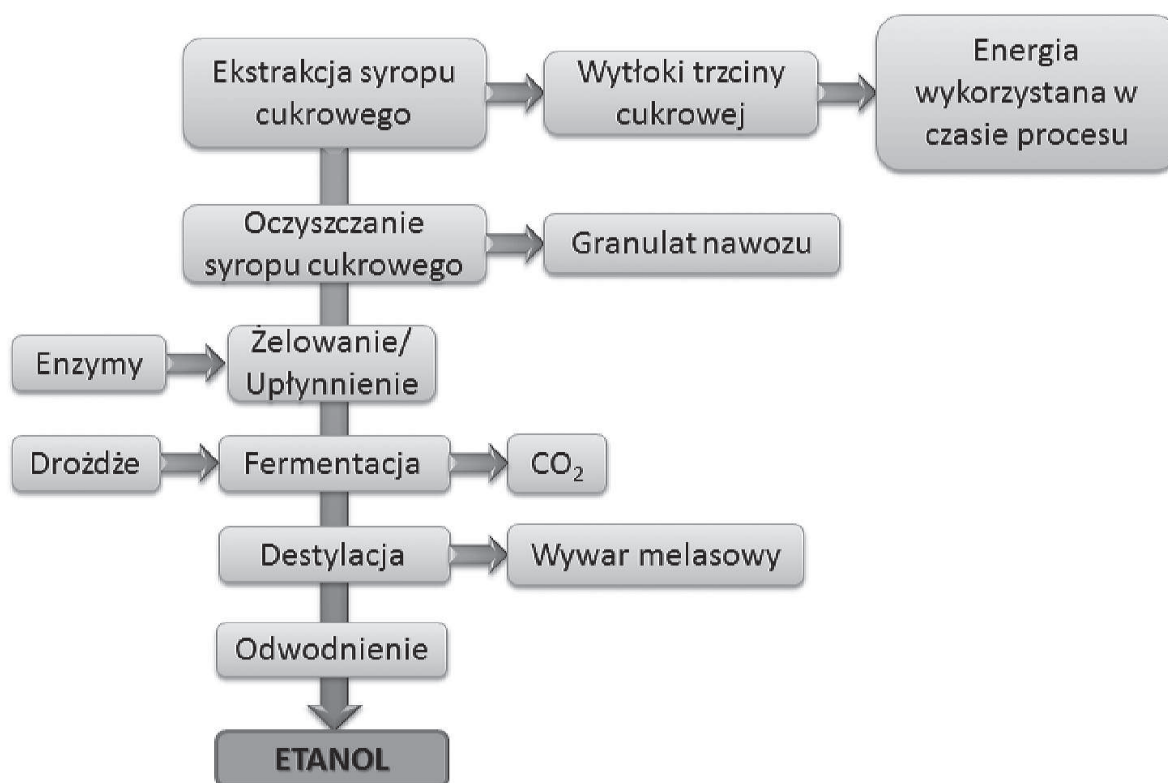 Ekstrakcja syropu
cukrowego
Wytłoki trzciny
cukrowej
Energia
wykorzystana w
czasie procesu
Oczyszczanie
syropu cukrowego
Granulat nawozu
Enzymy
Żelowanie/
Upłynnienie
Drożdże
Fermentacja
CO₂
Destylacja
Wywar melasowy
Odwodnienie
ETANOL